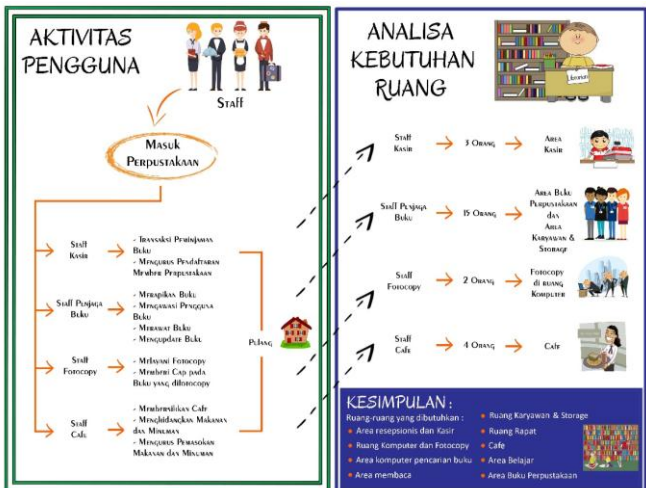 AKTIVITAS
PENGGUNA
Staff
Masuk
Perpustakaan
Staff
Kasir
- Transaksi Peminjaman
Buku
- Mengurus Pendaftaran
Member Perpustakaan
Staff Penjaga
Buku
- Merapikan Buku
- Mengawasi Pengguna
Buku
- Merawat Buku
- Mengupdate Buku
Staff
Fotocopy
- Melayani Fotocopy
- Memberi Cap pada
Buku yang difotocopy
Staff
Cafe
- Membersihkan Cafe
- Menghidangkan Makanan
dan Minuman
- Mengurus Pemasokan
Makanan dan Minuman
Pulang
ANALISA
KEBUTUHAN
RUANG
Librarian
Staff
Kasir
3 Orang
Area
Kasir
Staff Penjaga
Buku
15 Orang
Area Buku
Perpustakaan
dan
Area
Karyawan &
Storage
Staff
Fotocopy
2 Orang
Fotocopy
di ruang
Komputer
Staff
Cafe
4 Orang
Cafe
KESIMPULAN :
Ruang-ruang yang dibutuhkan :
• Area resepsionis dan Kasir
• Ruang Komputer dan Fotocopy
• Area komputer pencarian buku
• Area membaca
• Ruang Karyawan & Storage
• Ruang Rapat
• Cafe
• Area Belajar
• Area Buku Perpustakaan